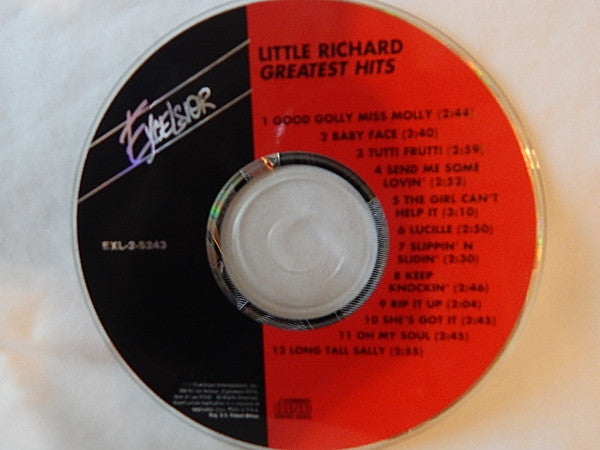 LITTLE RICHARD
GREATEST HITS
EXCELSIOR
1 GOOD GOLLY MISS MOLLY (2:44)
2 BABY FACE (2:40)
3 TUTTI FRUTTI (2:59)
4 SEND ME SOME
LOVIN' (2:52)
5 THE GIRL CAN'T
HELP IT (3:10)
6 LUCILLE (2:50)
EXL-2-5243
7 SLIPPIN' N
SLIDIN' (2:30)
8 KEEP
KNOCKIN' (2:46)
9 RIP IT UP (2:04)
10 SHE'S GOT IT (2:45)
11 OH MY SOUL (2:45)
12 LONG TALL SALLY (2:55)